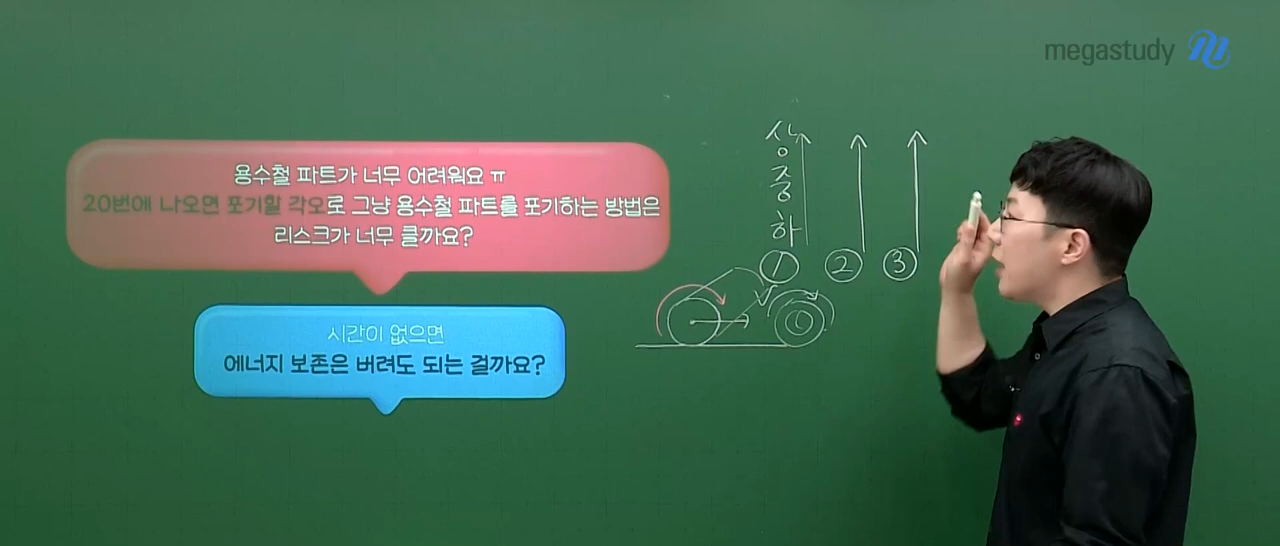 megastudy
용수철 파트가 너무 어려워요 ㅠ
20번에 나오면 포기할 각오로 그냥 용수철 파트를 포기하는 방법은
리스크가 너무 클까요?
시간이 없으면
에너지 보존은 버려도 되는 걸까요?
상
중
하
① ② ③